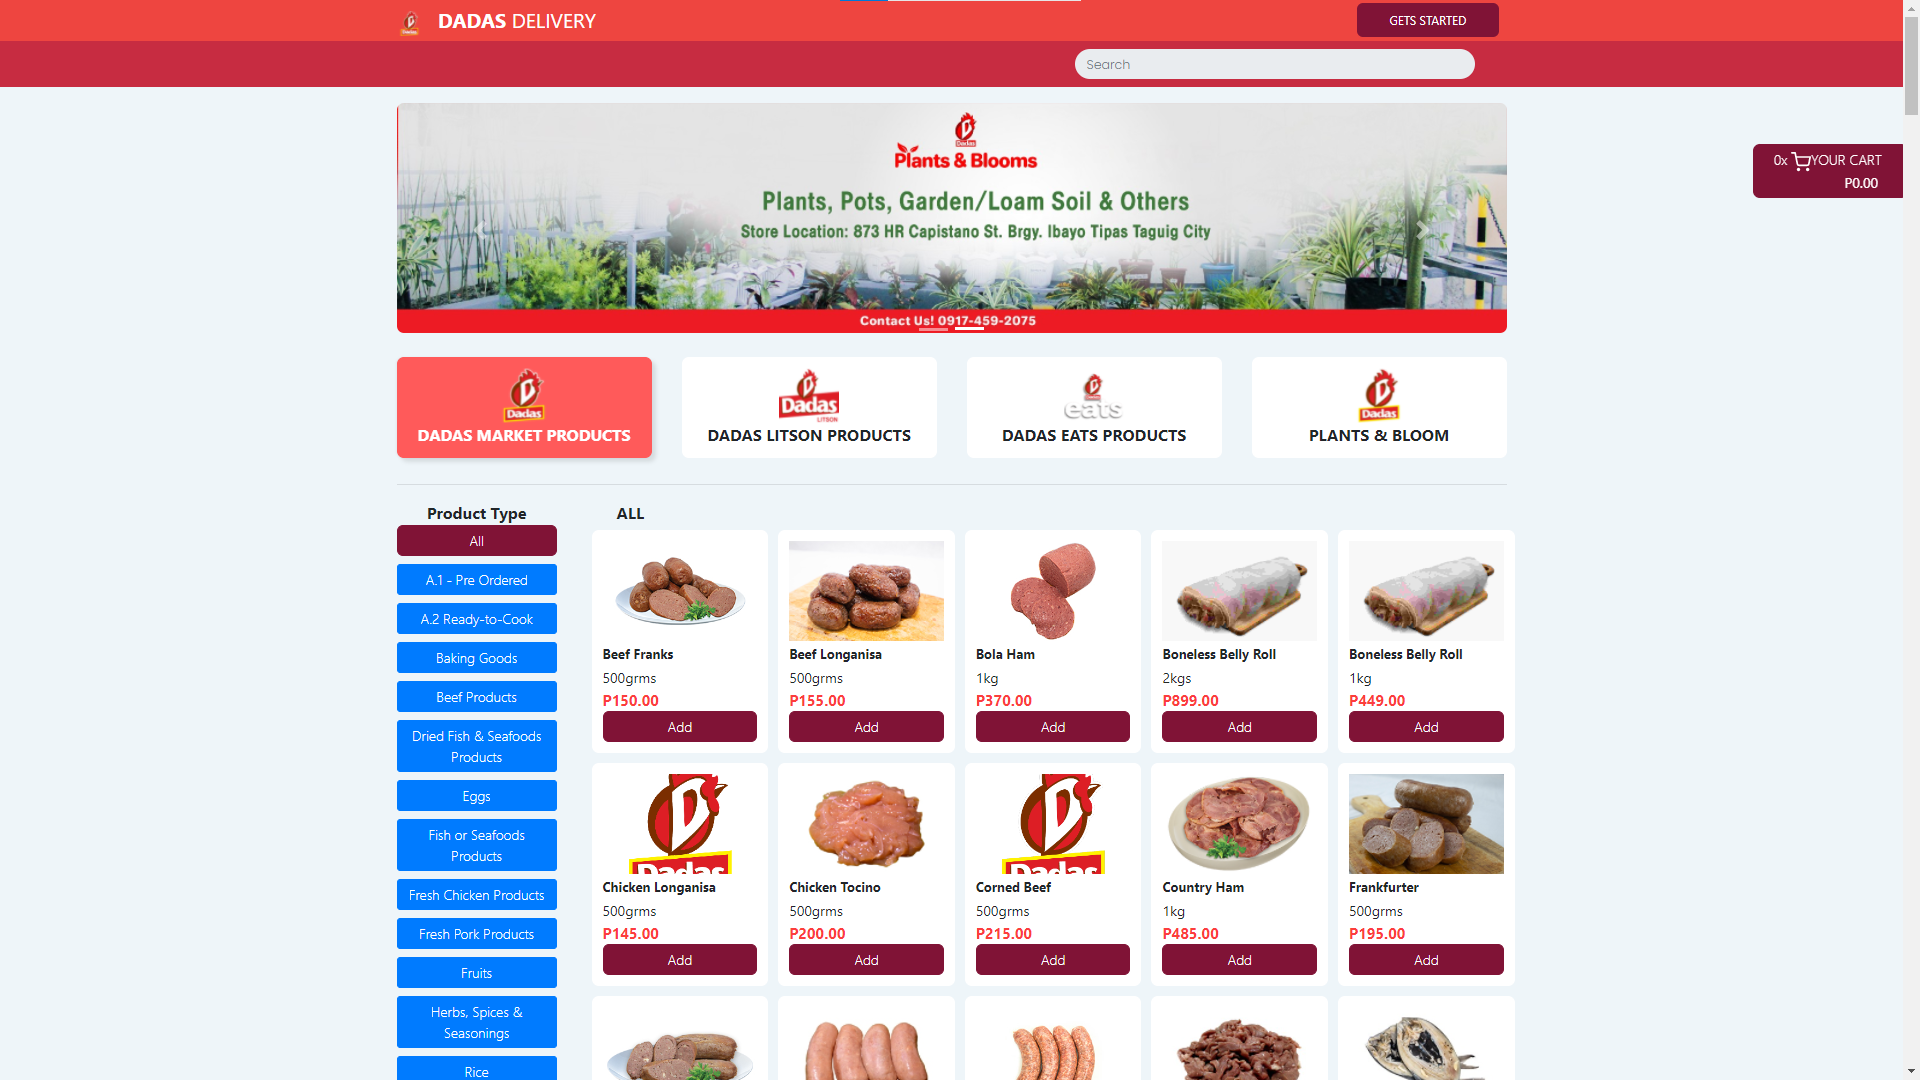 DADAS DELIVERY
GETS STARTED
Search
0x YOUR CART
P0.00
Dadas
Plants & Blooms
Plants, Pots, Garden/Loam Soil & Others
Store Location: 873 HR Capistano St. Brgy. Ibayo Tipas Taguig City
Contact Us! 0917-459-2075
Dadas
DADAS MARKET PRODUCTS
Dadas
LITSON
DADAS LITSON PRODUCTS
eats
DADAS EATS PRODUCTS
Dadas
PLANTS & BLOOM
Product Type
All
A.1 - Pre Ordered
A.2 Ready-to-Cook
Baking Goods
Beef Products
Dried Fish & Seafoods
Products
Eggs
Fish or Seafoods
Products
Fresh Chicken Products
Fresh Pork Products
Fruits
Herbs, Spices &
Seasonings
Rice
ALL
Beef Franks
500grms
P150.00
Add
Beef Longanisa
500grms
P155.00
Add
Bola Ham
1kg
P370.00
Add
Boneless Belly Roll
2kgs
P899.00
Add
Boneless Belly Roll
1kg
P449.00
Add
Dadas
Chicken Longanisa
500grms
P145.00
Add
Chicken Tocino
500grms
P200.00
Add
Dadas
Corned Beef
500grms
P215.00
Add
Country Ham
1kg
P485.00
Add
Frankfurter
500grms
P195.00
Add